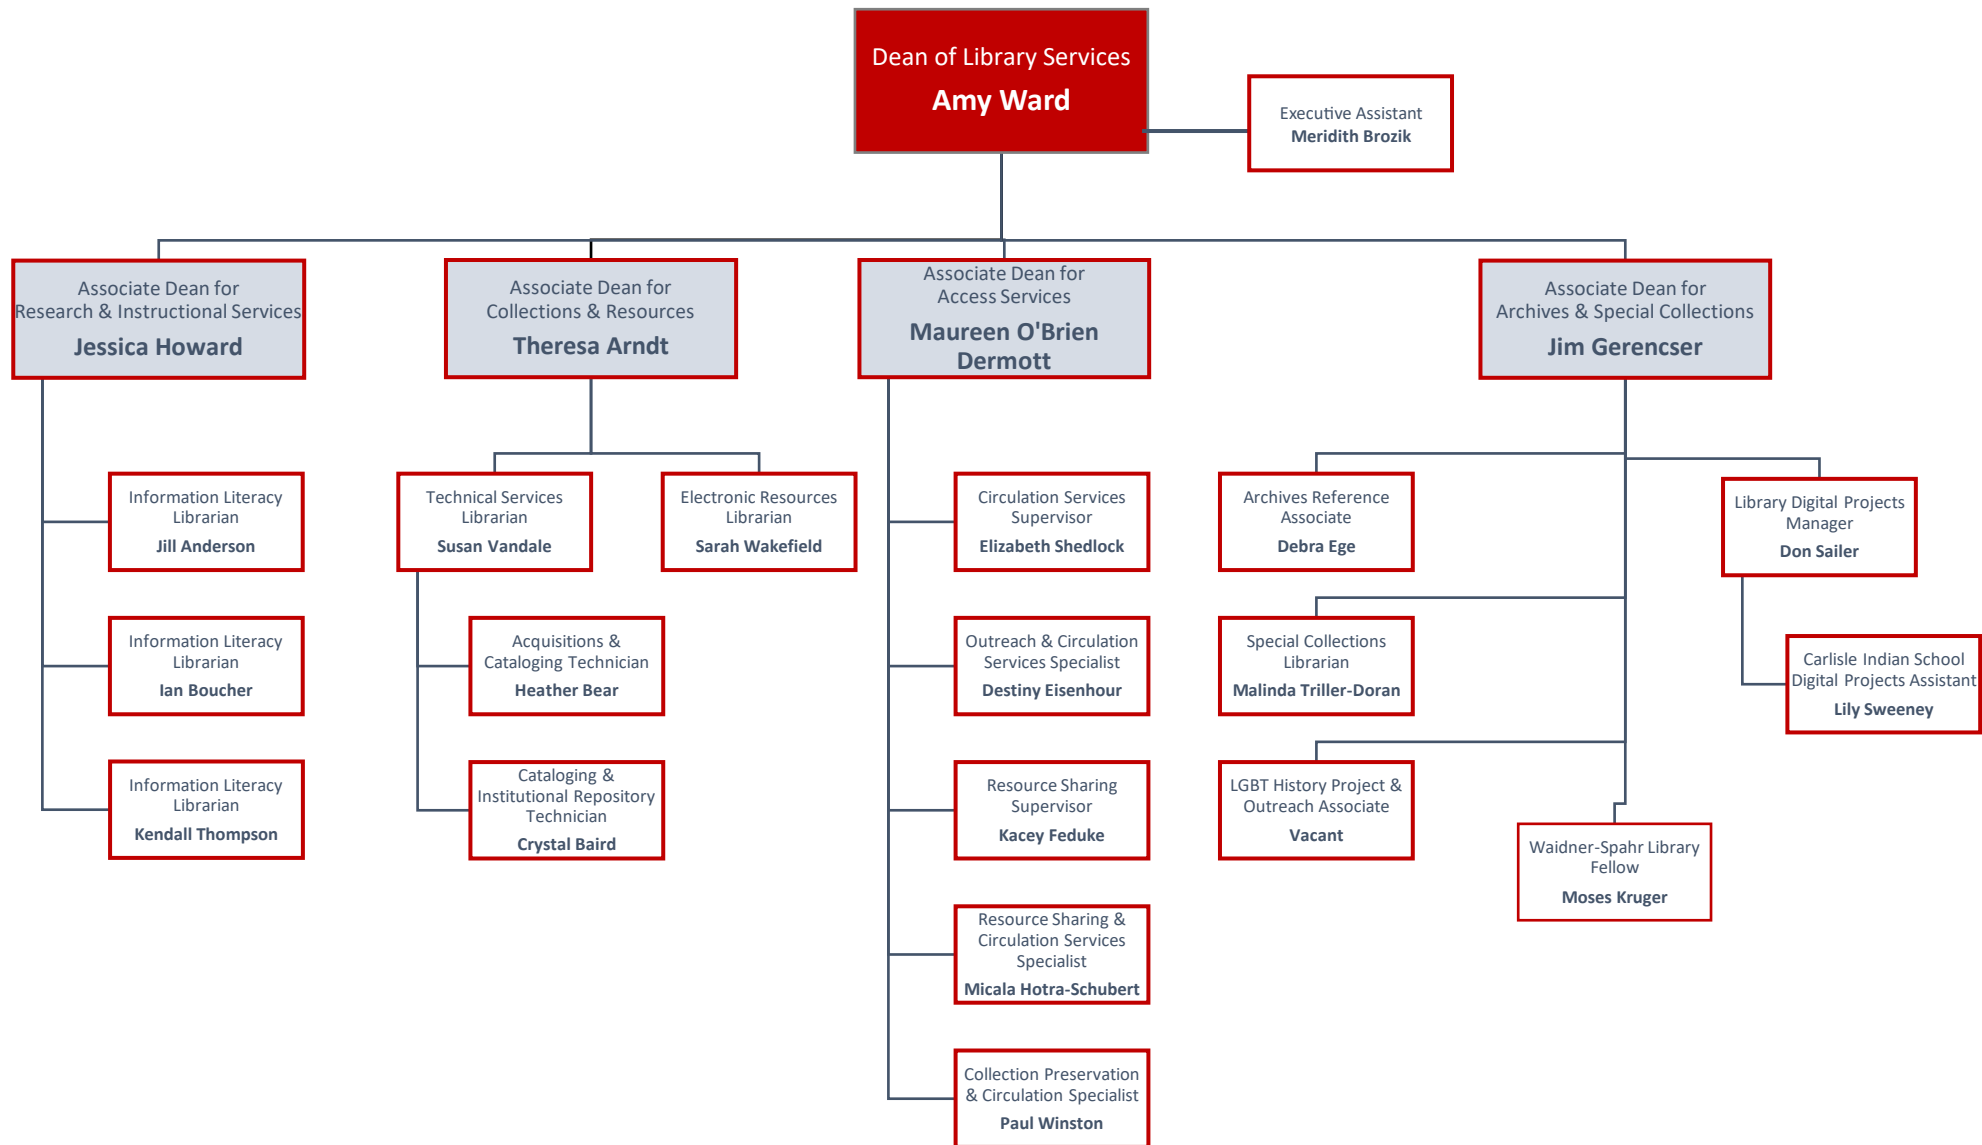 Dean of Library Services
Amy Ward
Executive Assistant
Meridith Brozik
Associate Dean for
Research & Instructional Services
Jessica Howard
Associate Dean for
Collections & Resources
Theresa Arndt
Associate Dean for
Access Services
Maureen O'Brien
Dermott
Associate Dean for
Archives & Special Collections
Jim Gerencser
Information Literacy
Librarian
Jill Anderson
Information Literacy
Librarian
Ian Boucher
Information Literacy
Librarian
Kendall Thompson
Technical Services
Librarian
Susan Vandale
Electronic Resources
Librarian
Sarah Wakefield
Acquisitions &
Cataloging Technician
Heather Bear
Cataloging &
Institutional Repository
Technician
Crystal Baird
Circulation Services
Supervisor
Elizabeth Shedlock
Outreach & Circulation
Services Specialist
Destiny Eisenhour
Resource Sharing
Supervisor
Kacey Feduke
Resource Sharing &
Circulation Services
Specialist
Micala Hotra-Schubert
Collection Preservation
& Circulation Specialist
Paul Winston
Archives Reference
Associate
Debra Ege
Special Collections
Librarian
Malinda Triller-Doran
LGBT History Project &
Outreach Associate
Vacant
Waidner-Spahr Library
Fellow
Moses Kruger
Library Digital Projects
Manager
Don Sailer
Carlisle Indian School
Digital Projects Assistant
Lily Sweeney